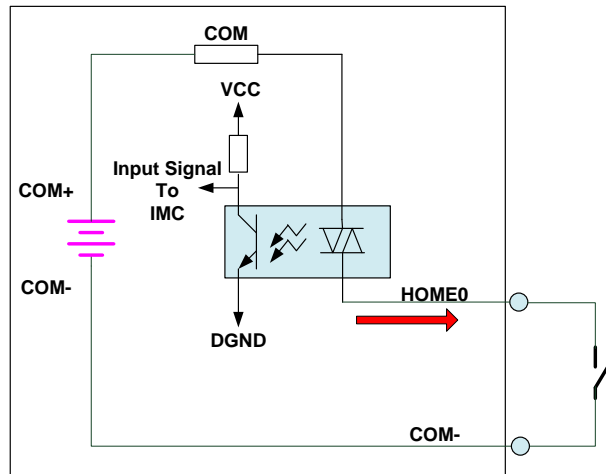 COM
VCC
Input Signal
To
IMC
COM+
COM-
HOME0
DGND
COM-